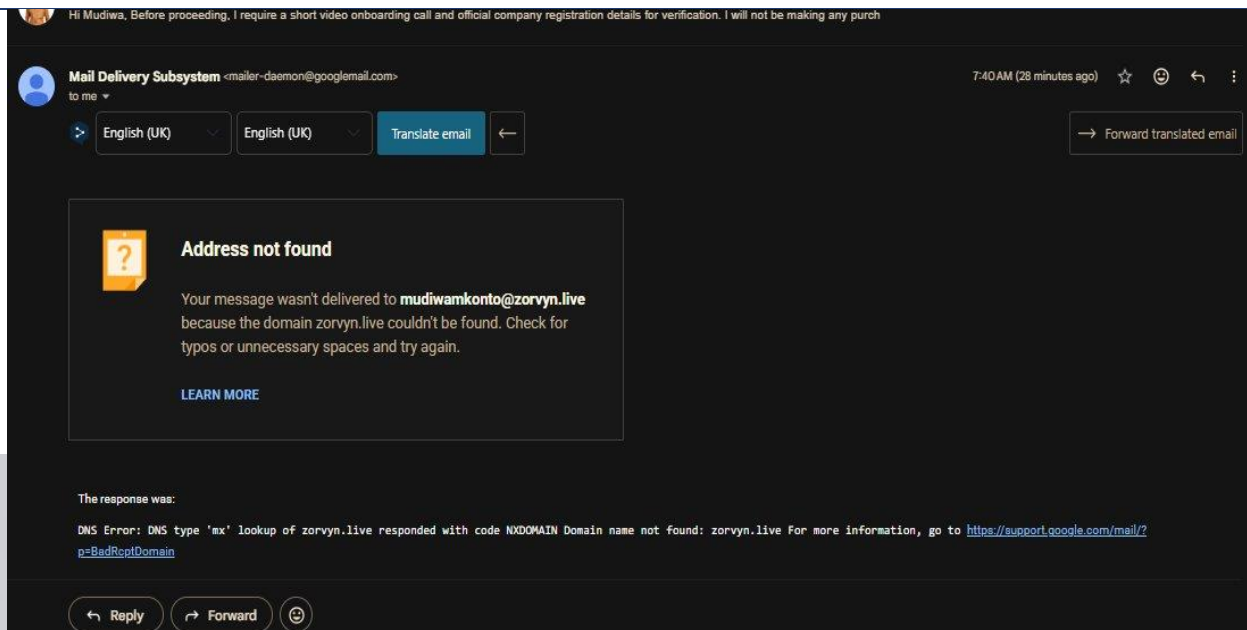 Hi Mudiwa, Before proceeding, I require a short video onboarding call and official company registration details for verification. I will not be making any purch
Mail Delivery Subsystem <mailer-daemon@googlemail.com>
7:40 AM (28 minutes ago)
to me
English (UK)
English (UK)
Translate email
Forward translated email
Address not found
Your message wasn't delivered to mudiwamkonto@zorvyn.live
because the domain zorvyn.live couldn't be found. Check for
typos or unnecessary spaces and try again.
LEARN MORE
The response was:
DNS Error: DNS type 'mx' lookup of zorvyn.live responded with code NXDOMAIN Domain name not found: zorvyn.live For more information, go to https://support.google.com/mail/?
p=BadRcptDomain
Reply
Forward